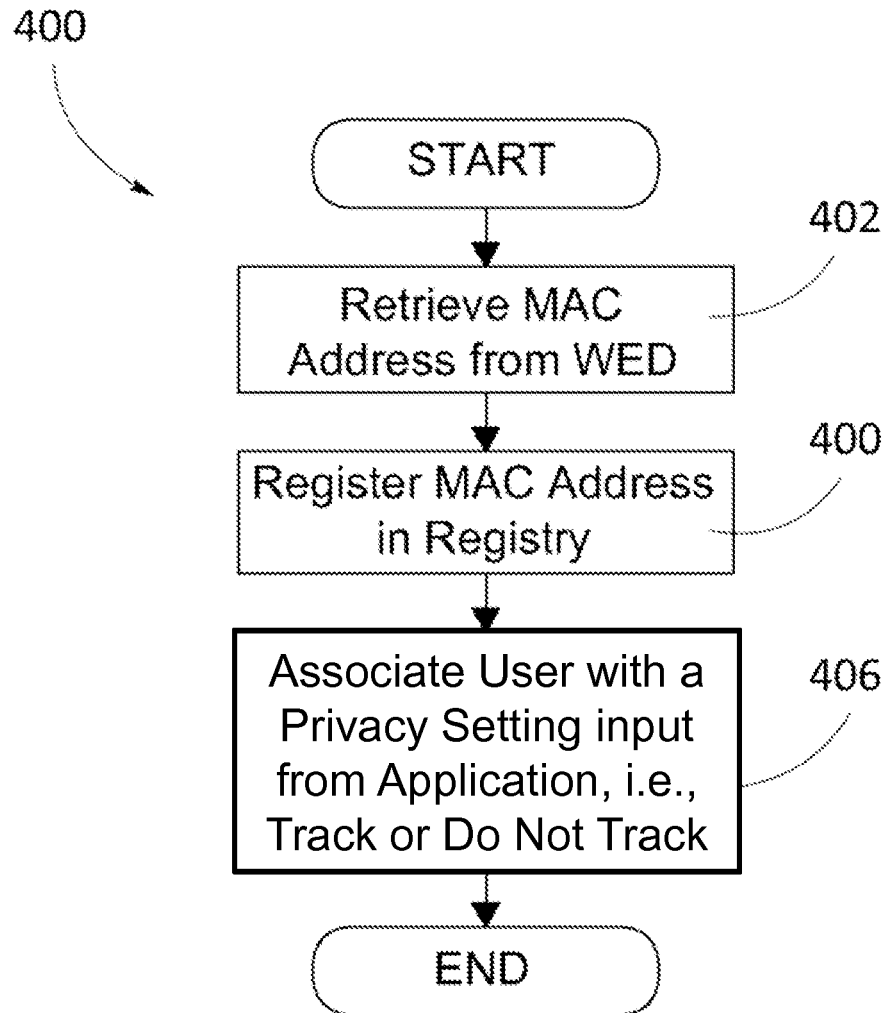 400
START
402
Retrieve MAC
Address from WED
400
Register MAC Address
in Registry
406
Associate User with a
Privacy Setting input
from Application, i.e.,
Track or Do Not Track
END